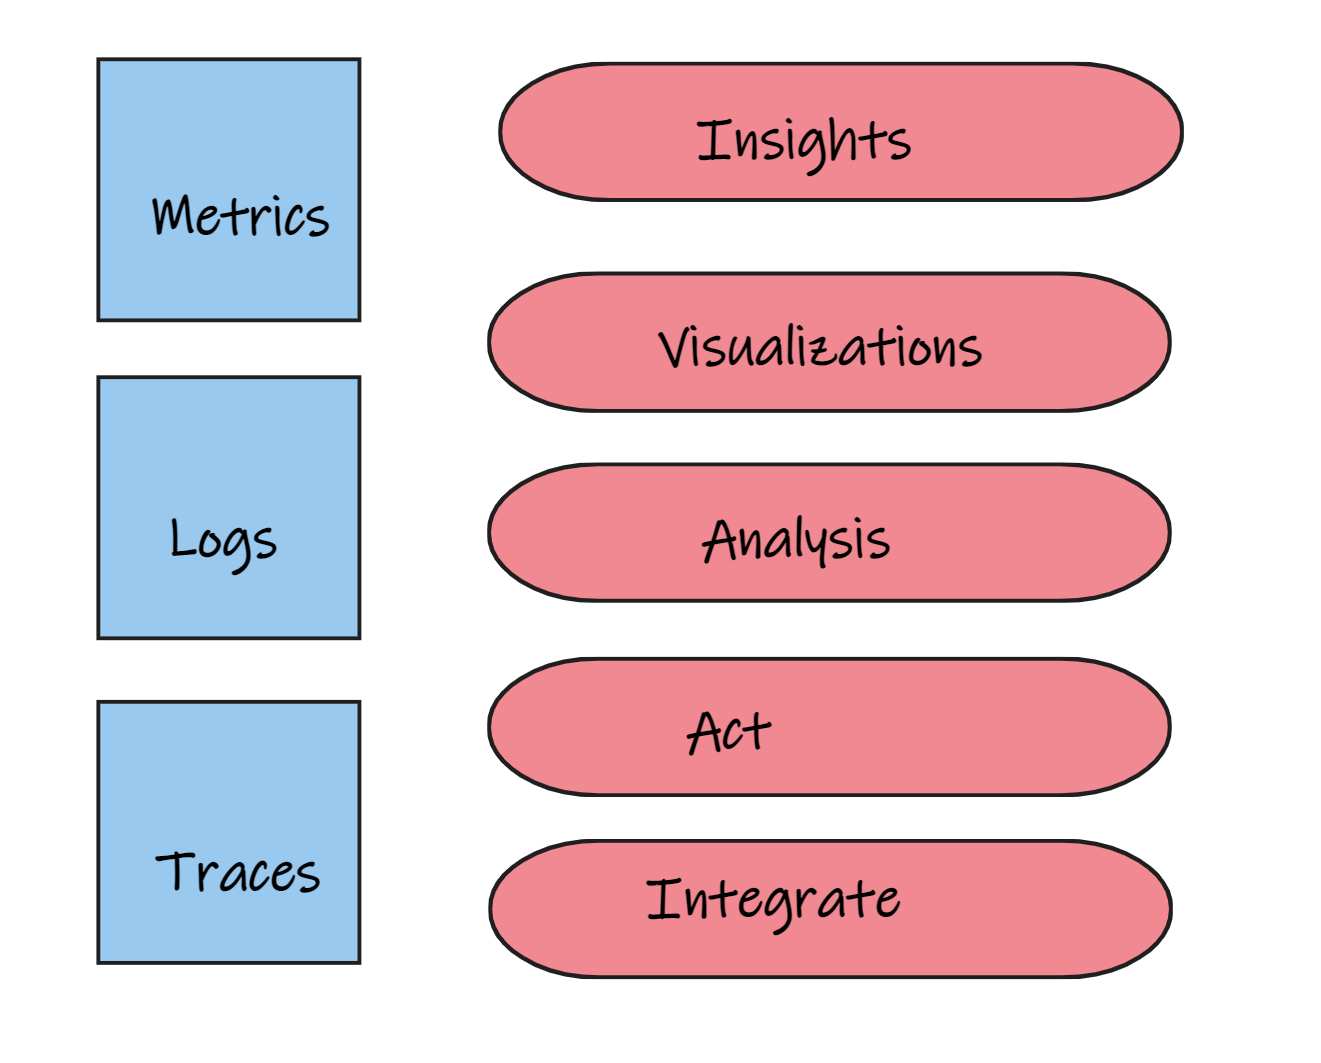 Metrics
Logs
Traces
Insights
Visualizations
Analysis
Act
Integrate